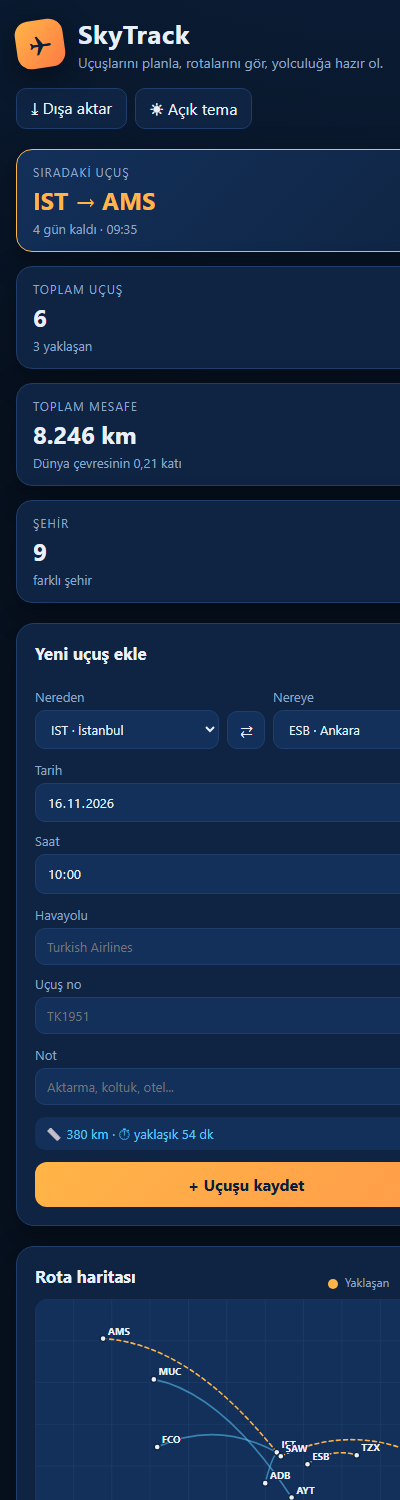 SkyTrack
Uçuşlarını planla, rotalarını gör, yolculuğa hazır ol.
⤓ Dışa aktar
☀ Açık tema
SIRADAKİ UÇUŞ
IST → AMS
4 gün kaldı · 09:35
TOPLAM UÇUŞ
6
3 yaklaşan
TOPLAM MESAFE
8.246 km
Dünya çevresinin 0,21 katı
ŞEHİR
9
farklı şehir
Yeni uçuş ekle
Nereden
Nereye
IST · İstanbul
⇄
ESB · Ankara
Tarih
16.11.2026
Saat
10:00
Havayolu
Turkish Airlines
Uçuş no
TK1951
Not
Aktarma, koltuk, otel...
380 km · ⏱ yaklaşık 54 dk
+ Uçuşu kaydet
Rota haritası
Yaklaşan
AMS
MUC
FCO
SAW
ESB
TZX
ADB
AYT